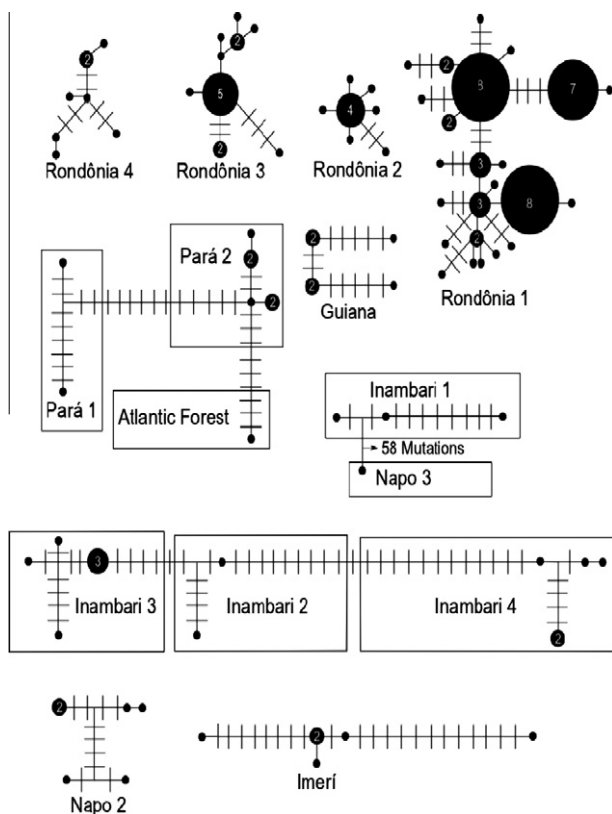 2
2
5
2
4
2
8
7
2
3
3
8
2
Rondônia 4
Rondônia 3
Rondônia 2
Rondônia 1
Pará 2
2
2
2
2
Guiana
Pará 1
Atlantic Forest
Inambari 1
58 Mutations
Napo 3
3
Inambari 3
Inambari 2
Inambari 4
2
2
Napo 2
2
Imerí